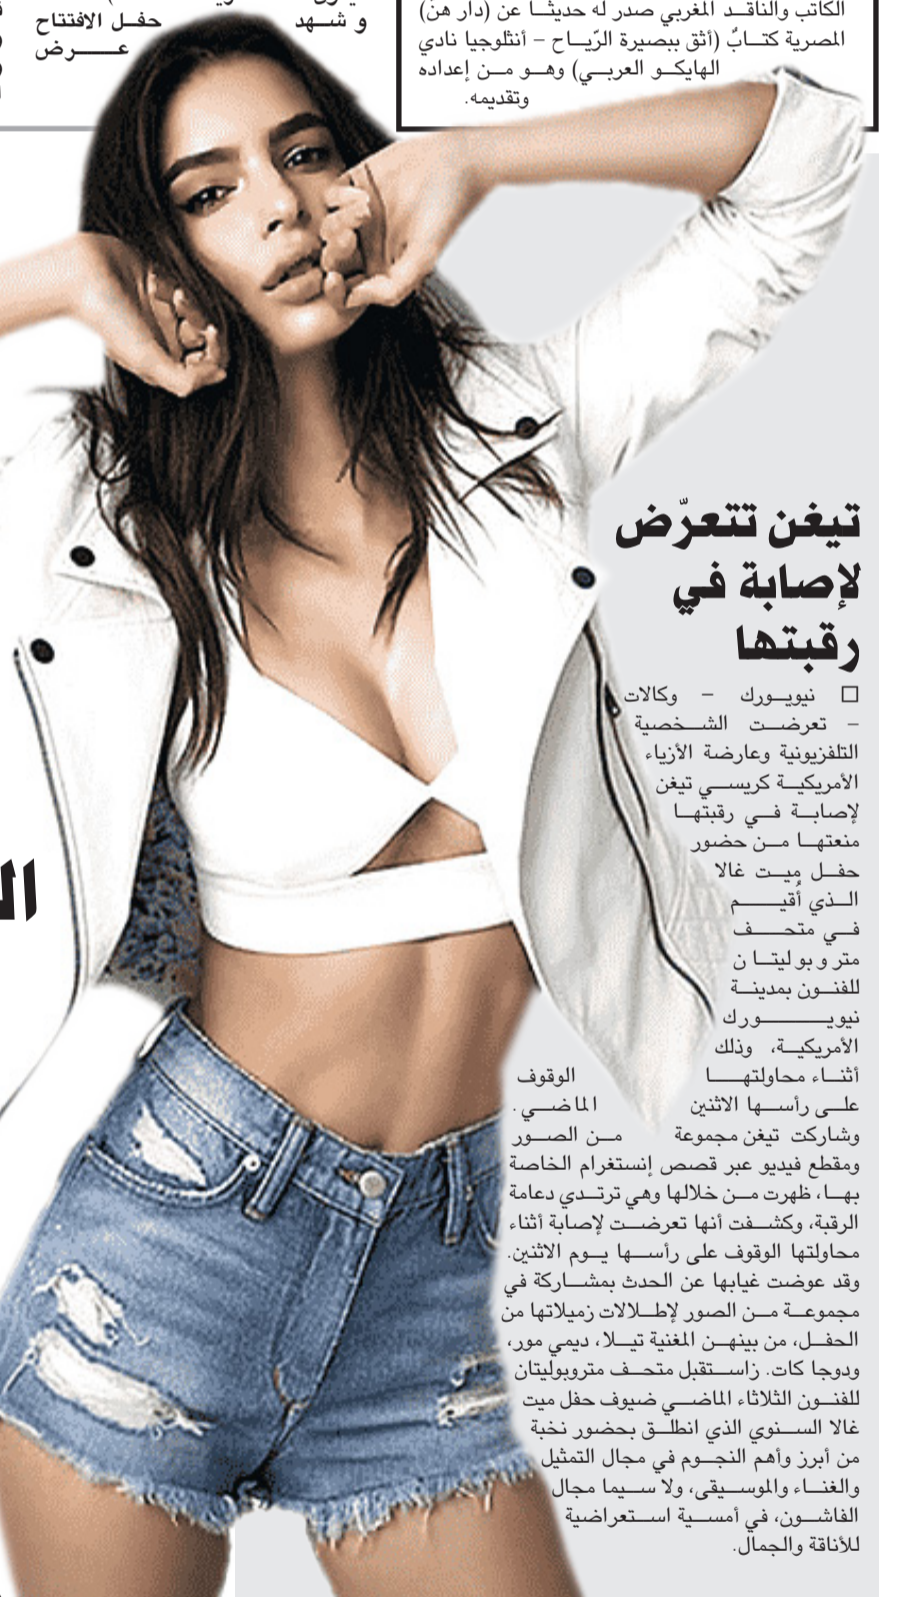 الكاتب والناقد المغربي صدر له حديثا عن (دار هن)
المصرية كتابٌ (أثق ببصيرة الرّياح – أنثلوجيا نادي
الهايكو العربي) وهو من إعداده
وتقديمه.
و شهد حفل الافتتاح
عرض
تيغن تتعرّض
لإصابة في
رقبتها
□ نيويورك – وكالات
– تعرضت الشخصية
التلفزيونية وعارضة الأزياء
الأمريكية كريسي تيغن
لإصابة في رقبتها
منعتها من حضور
حفل مِيت غالا
الذي أُقيم
في متحف
متروبوليتان
للفنون بمدينة
نيويورك
الأمريكية، وذلك
أثناء محاولتها الوقوف
على رأسها الاثنين الماضي.
وشاركت تيغن مجموعة من الصور
ومقطع فيديو عبر قصص إنستغرام الخاصة
بها، ظهرت من خلالها وهي ترتدي دعامة
الرقبة، وكشفت أنها تعرضت لإصابة أثناء
محاولتها الوقوف على رأسها يوم الاثنين.
وقد عوضت غيابها عن الحدث بمشاركة في
مجموعة من الصور لإطلالات زميلاتها من
الحفل، من بينهن المغنية تيلا، ديمي مور،
ودوجا كات. زاستقبل متحف متروبوليتان
للفنون الثلاثاء الماضي ضيوف حفل ميت
غالا السنوي الذي انطلق بحضور نخبة
من أبرز وأهم النجوم في مجال التمثيل
والغناء والموسيقى، ولا سيما مجال
الفاشون، في أمسية استعراضية
للأناقة والجمال.